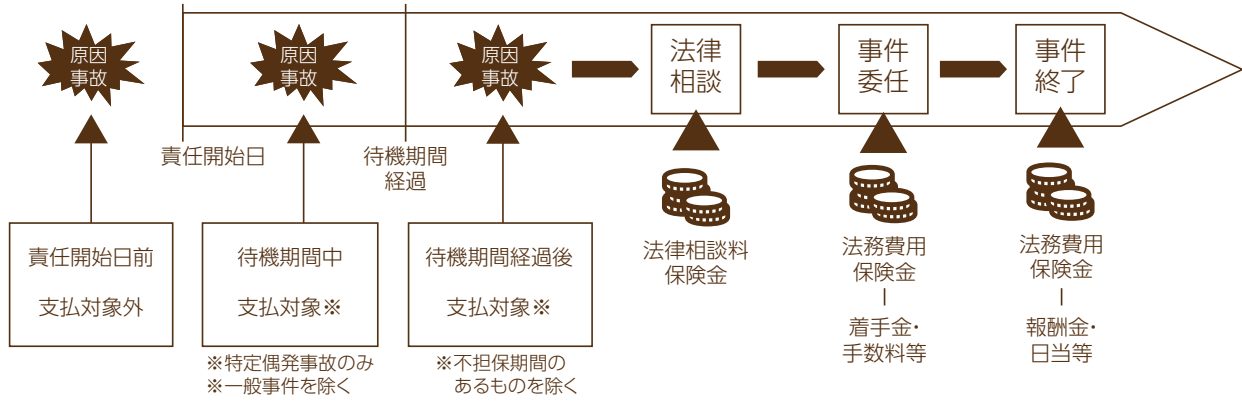 原因
事故
原因
事故
原因
事故
法律
相談
事件
委任
事件
終了
責任開始日
待機期間
経過
責任開始日前
支払対象外
待機期間中
支払対象※
※特定偶発事故のみ
※一般事件を除く
待機期間経過後
支払対象※
※不担保期間の
あるものを除く
法律相談料
保険金
法務費用
保険金
着手金・
手数料等
法務費用
保険金
報酬金・
日当等